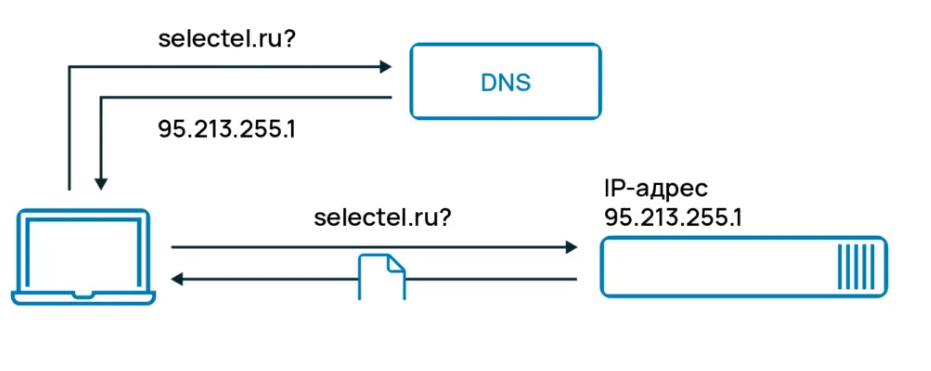 selectel.ru?
DNS
95.213.255.1
IP-адрес
95.213.255.1
selectel.ru?